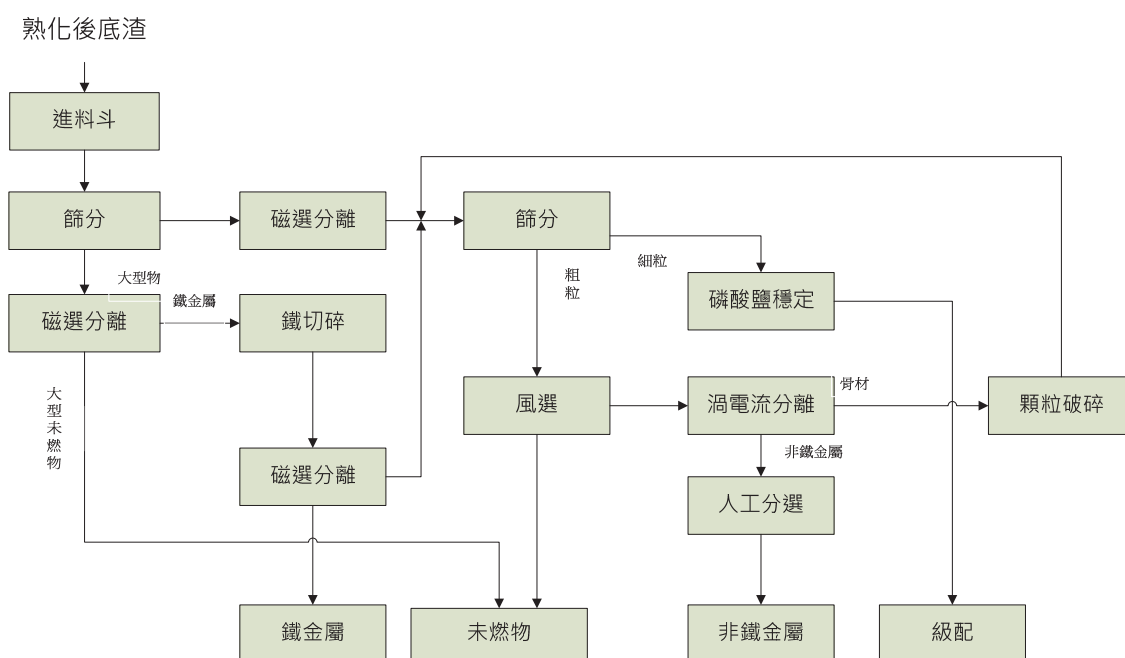 熟化後底渣
進料斗
篩分
磁選分離
篩分
大型物
細粒
粗
粒
鐵金屬
磷酸鹽穩定
磁選分離
鐵切碎
大
型
未
燃
物
風選
渦電流分離
骨材
顆粒破碎
非鐵金屬
磁選分離
人工分選
鐵金屬
未燃物
非鐵金屬
級配